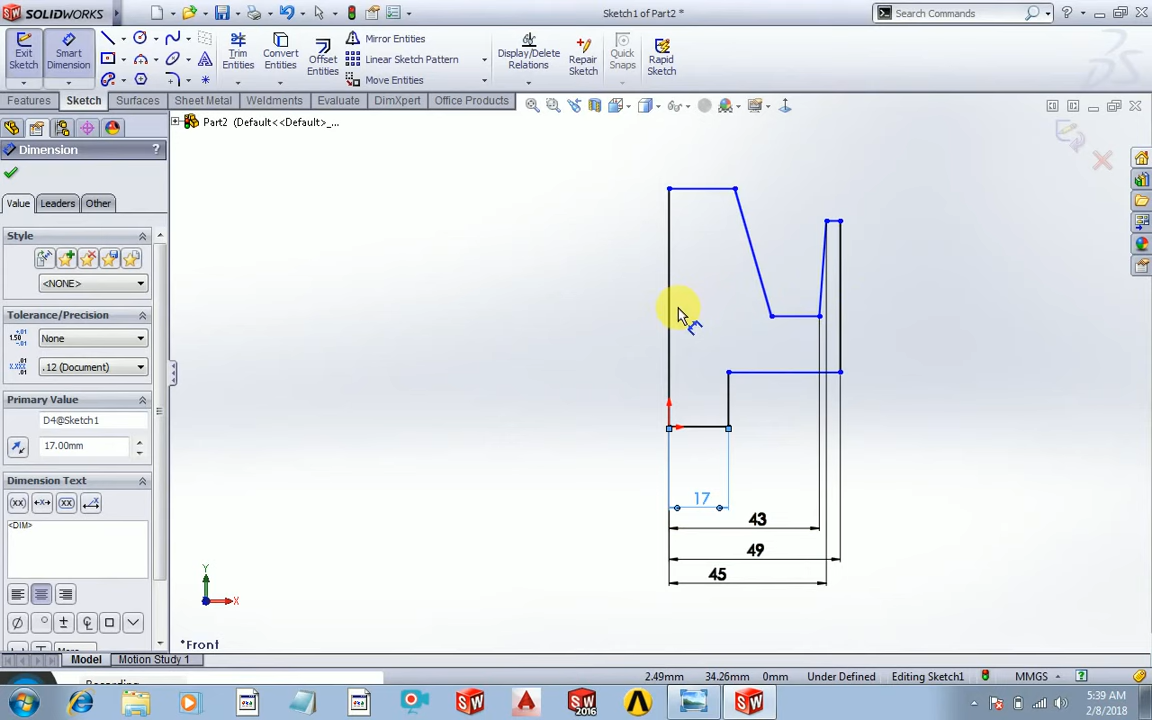 SOLIDWORKS
Sketch1 of Part2 *
Search Commands
Exit Sketch
Smart Dimension
Trim Entities
Convert Entities
Offset Entities
Mirror Entities
Linear Sketch Pattern
Move Entities
Display/Delete Relations
Repair Sketch
Quick Snaps
Rapid Sketch
Features
Sketch
Surfaces
Sheet Metal
Weldments
Evaluate
DimXpert
Office Products
Part2 (Default<<Default>_...
Dimension
?
Value
Leaders
Other
Style
<NONE>
Tolerance/Precision
None
.12 (Document)
Primary Value
D4@Sketch1
17.00mm
Dimension Text
<DIM>
17
43
49
45
Y
X
*Front
Model
Motion Study 1
2.49mm
34.26mm
0mm
Under Defined
Editing Sketch1
MMGS
5:39 AM
2/8/2018